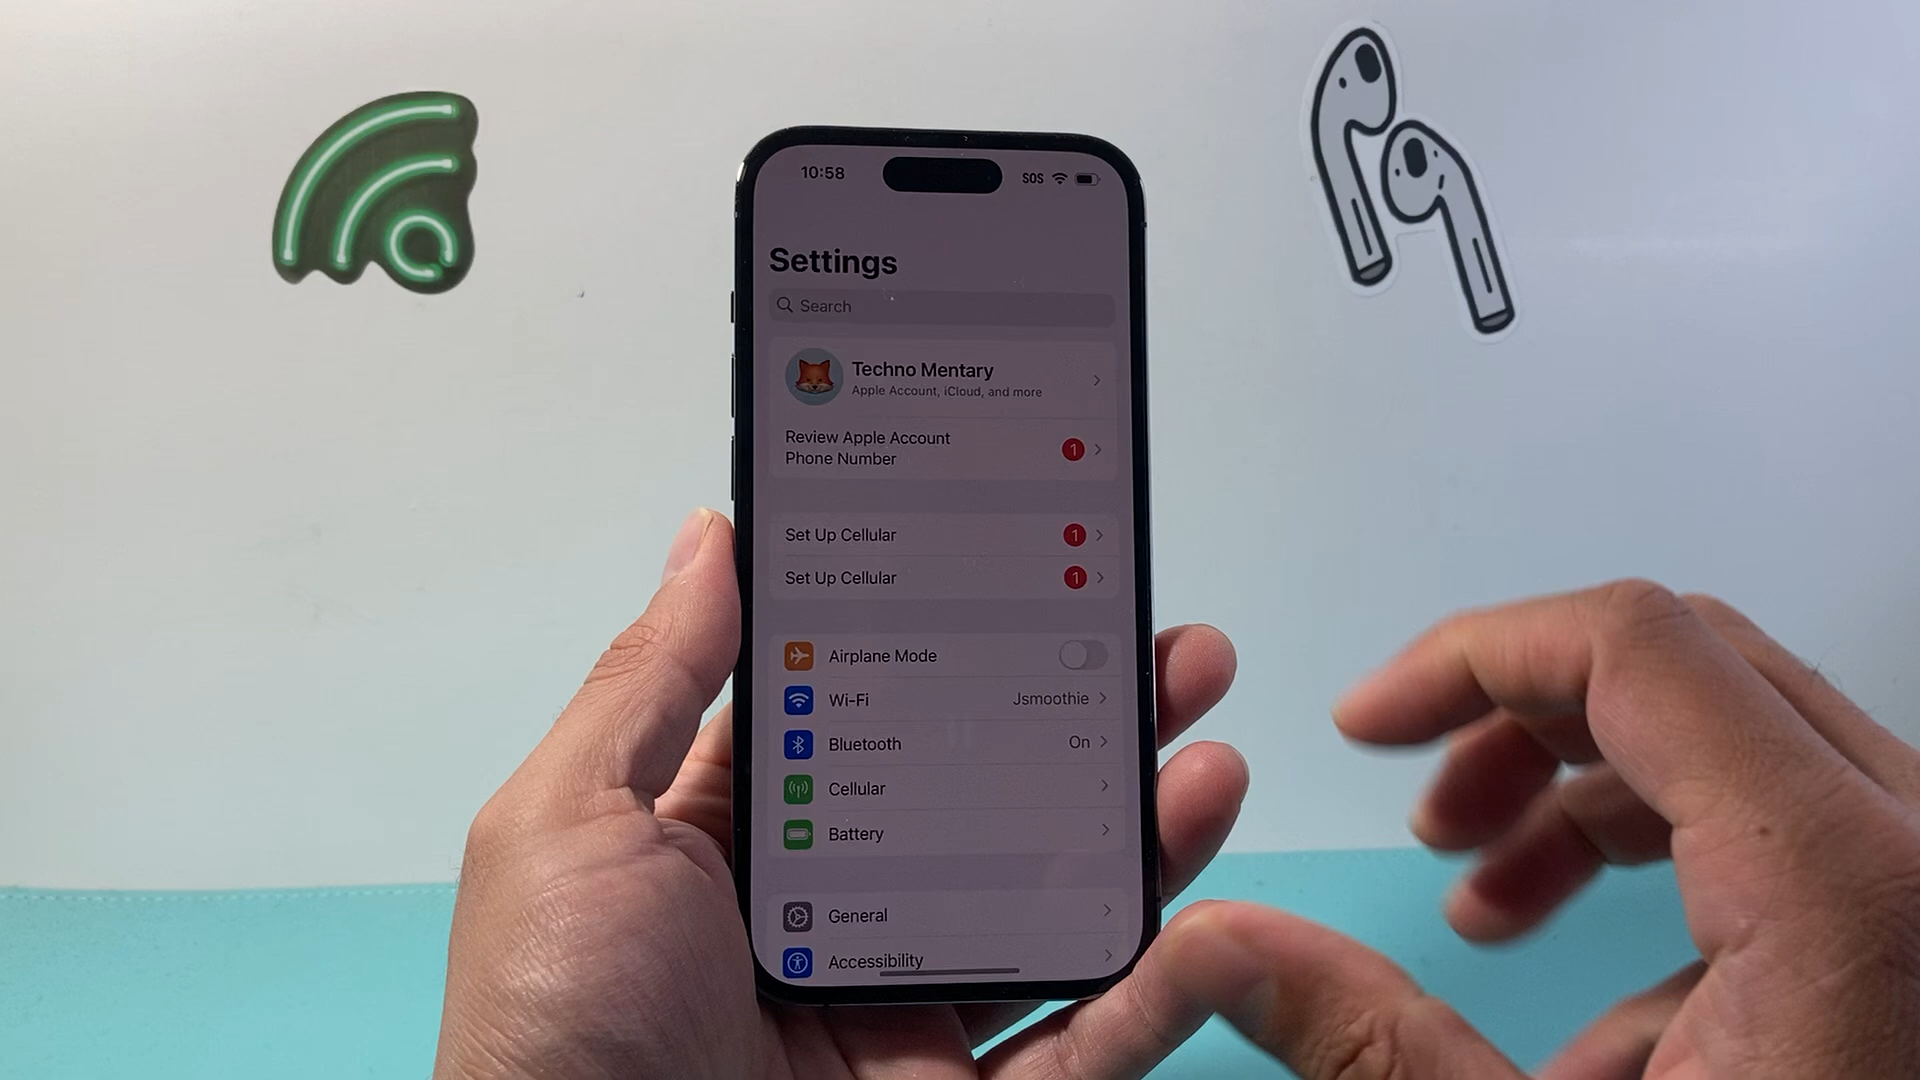 10:58
SOS
Settings
Search
Techno Mentary
Apple Account, iCloud, and more
Review Apple Account
Phone Number
1
Set Up Cellular
1
Set Up Cellular
1
Airplane Mode
Wi-Fi
Jsmoothie
Bluetooth
On
Cellular
Battery
General
Accessibility